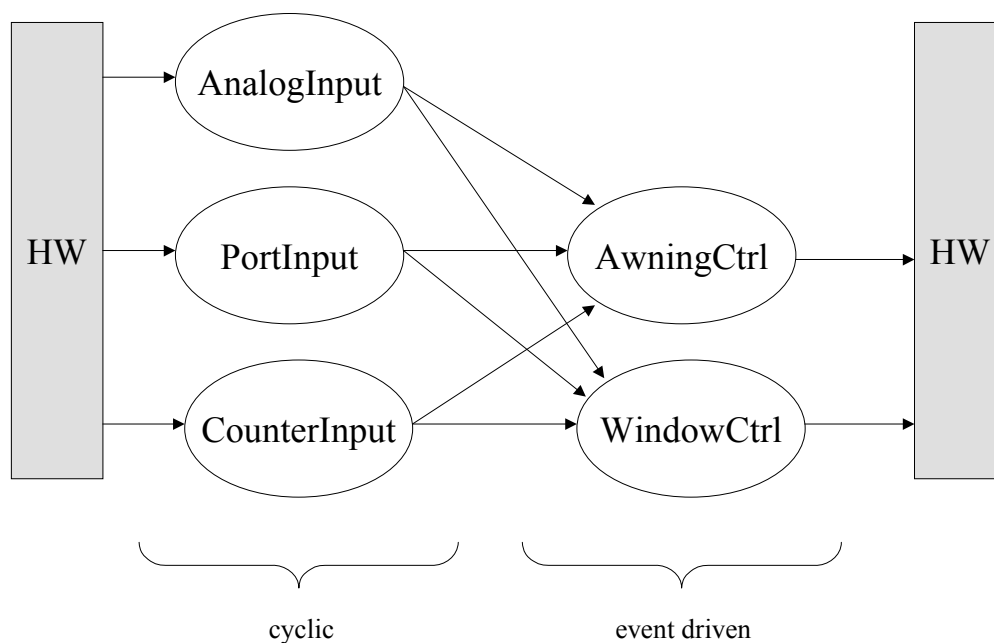 AnalogInput
HW
PortInput
AwningCtrl
HW
CounterInput
WindowCtrl
cyclic
event driven